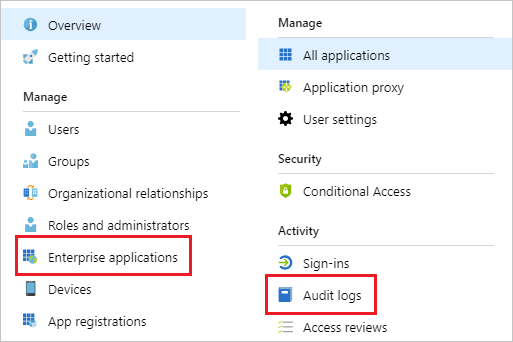 Overview
Getting started
Manage
Users
Groups
Organizational relationships
Roles and administrators
Enterprise applications
Devices
App registrations
Manage
All applications
Application proxy
User settings
Security
Conditional Access
Activity
Sign-ins
Audit logs
Access reviews